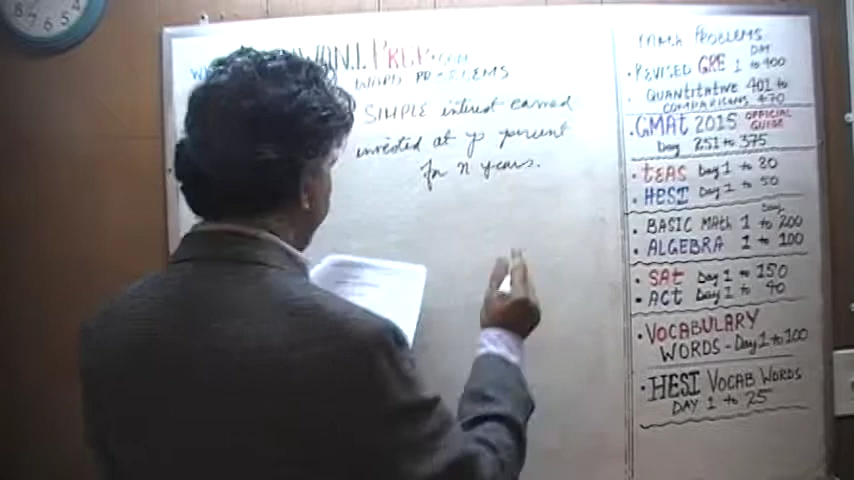 WORD PROBLEMS
SIMPLE interest earned
invested at y percent
for n years.
MATH PROBLEMS
DAY
• REVISED GRE 1 to 400
QUANTITATIVE 401 to
COMPARISONS 470
• GMAT 2015 OFFICIAL GUIDE
Day 251 to 375
• TEAS Day 1 to 20
• HESI Day 1 to 50
Day
• BASIC MATH 1 to 200
• ALGEBRA 1 to 100
• SAT Day 1 to 150
• ACT Day 1 to 40
• VOCABULARY
WORDS - Day 1 to 100
• HESI VOCAB WORDS
DAY 1 to 25